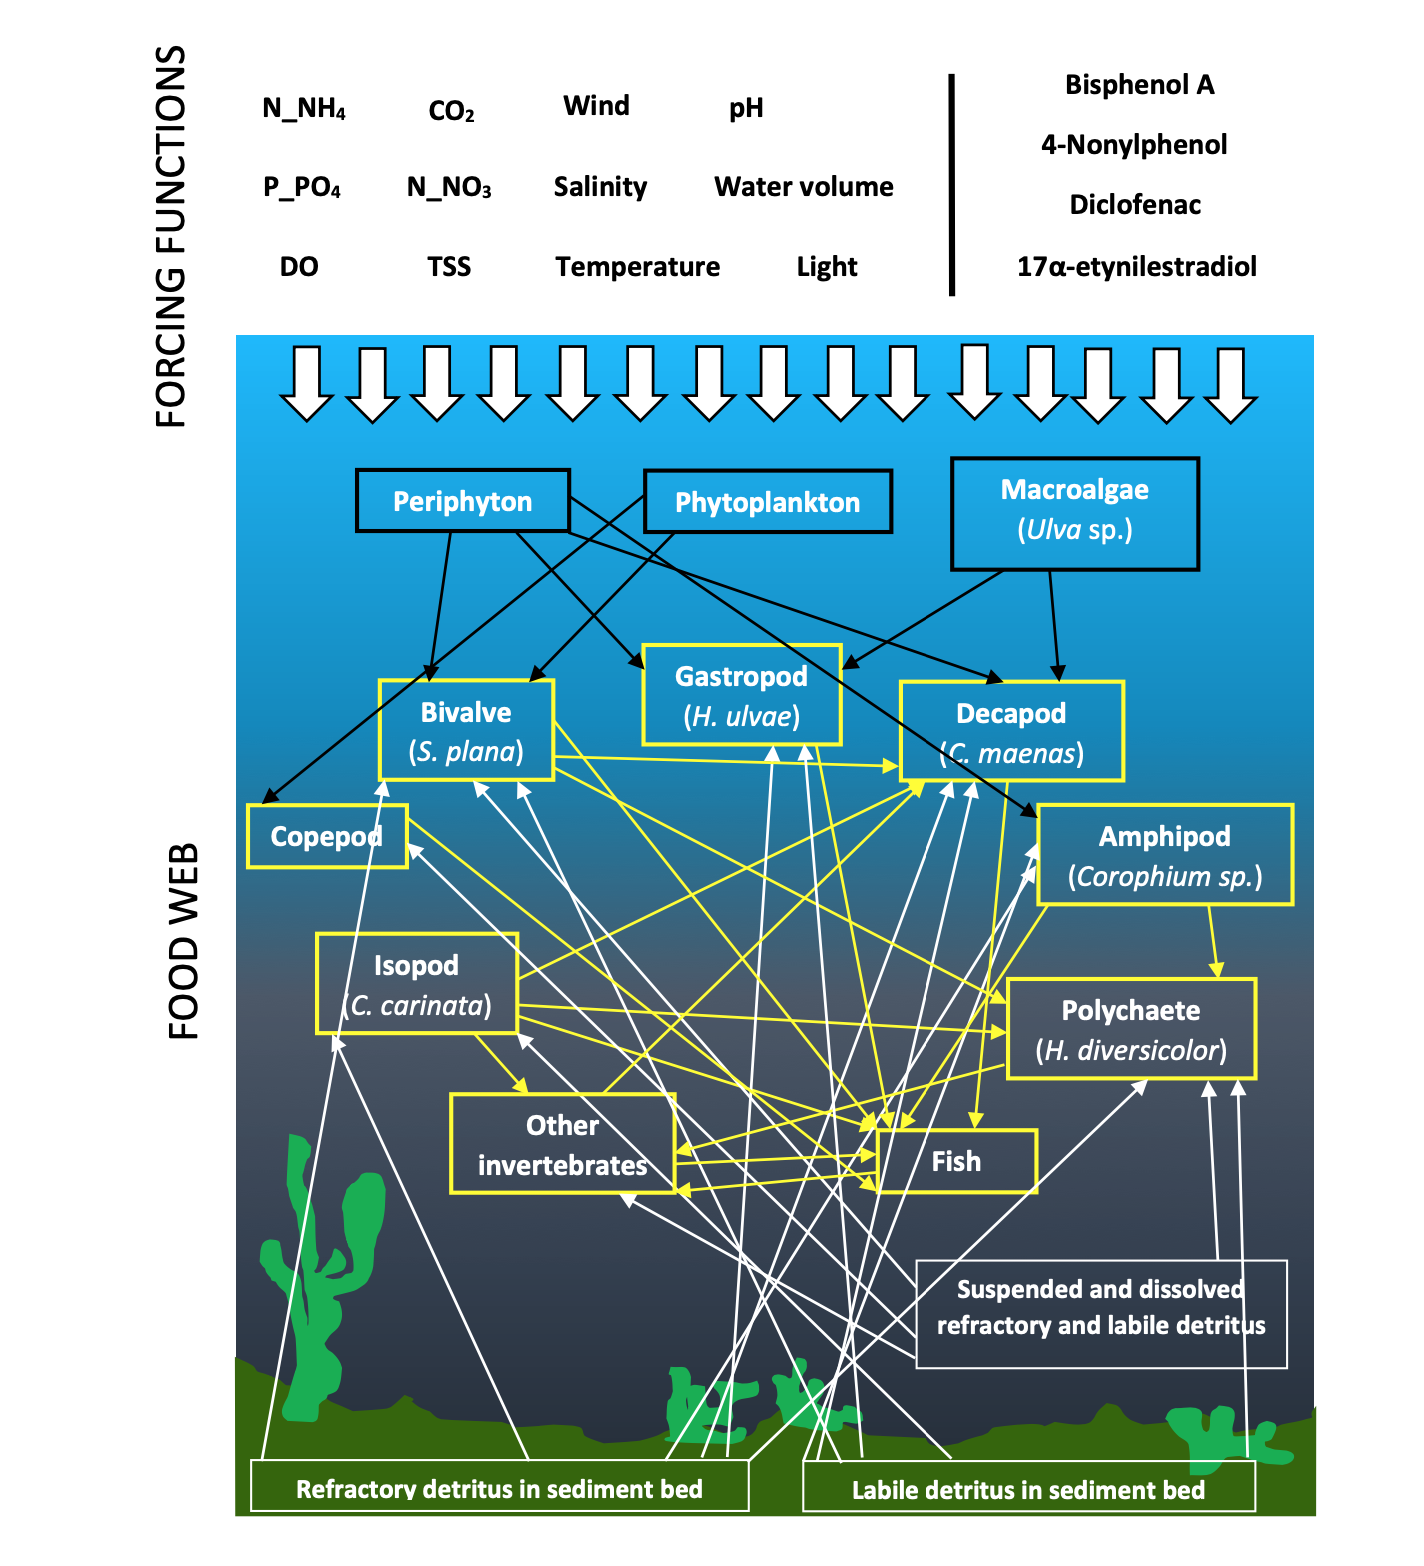 FORCING FUNCTIONS
N_NH₄ CO₂ Wind pH
P_PO₄ N_NO₃ Salinity Water volume
DO TSS Temperature Light
Bisphenol A
4-Nonylphenol
Diclofenac
17α-etynilestradiol
FOOD WEB
Periphyton
Phytoplankton
Macroalgae
(Ulva sp.)
Bivalve
(S. plana)
Gastropod
(H. ulvae)
Decapod
(C. maenas)
Copepod
Amphipod
(Corophium sp.)
Isopod
(C. carinata)
Polychaete
(H. diversicolor)
Other
invertebrates
Fish
Suspended and dissolved
refractory and labile detritus
Refractory detritus in sediment bed
Labile detritus in sediment bed